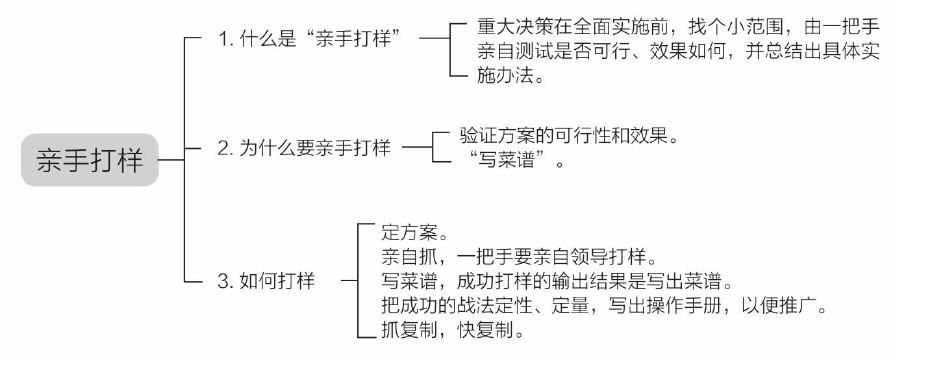 亲手打样
1. 什么是“亲手打样”
重大决策在全面实施前，找个小范围，由一把手
亲自测试是否可行、效果如何，并总结出具体实
施办法。
2. 为什么要亲手打样
验证方案的可行性和效果。
“写菜谱”。
3. 如何打样
定方案。
亲自抓，一把手要亲自领导打样。
写菜谱，成功打样的输出结果是写出菜谱。
把成功的战法定性、定量，写出操作手册，以便推广。
抓复制，快复制。